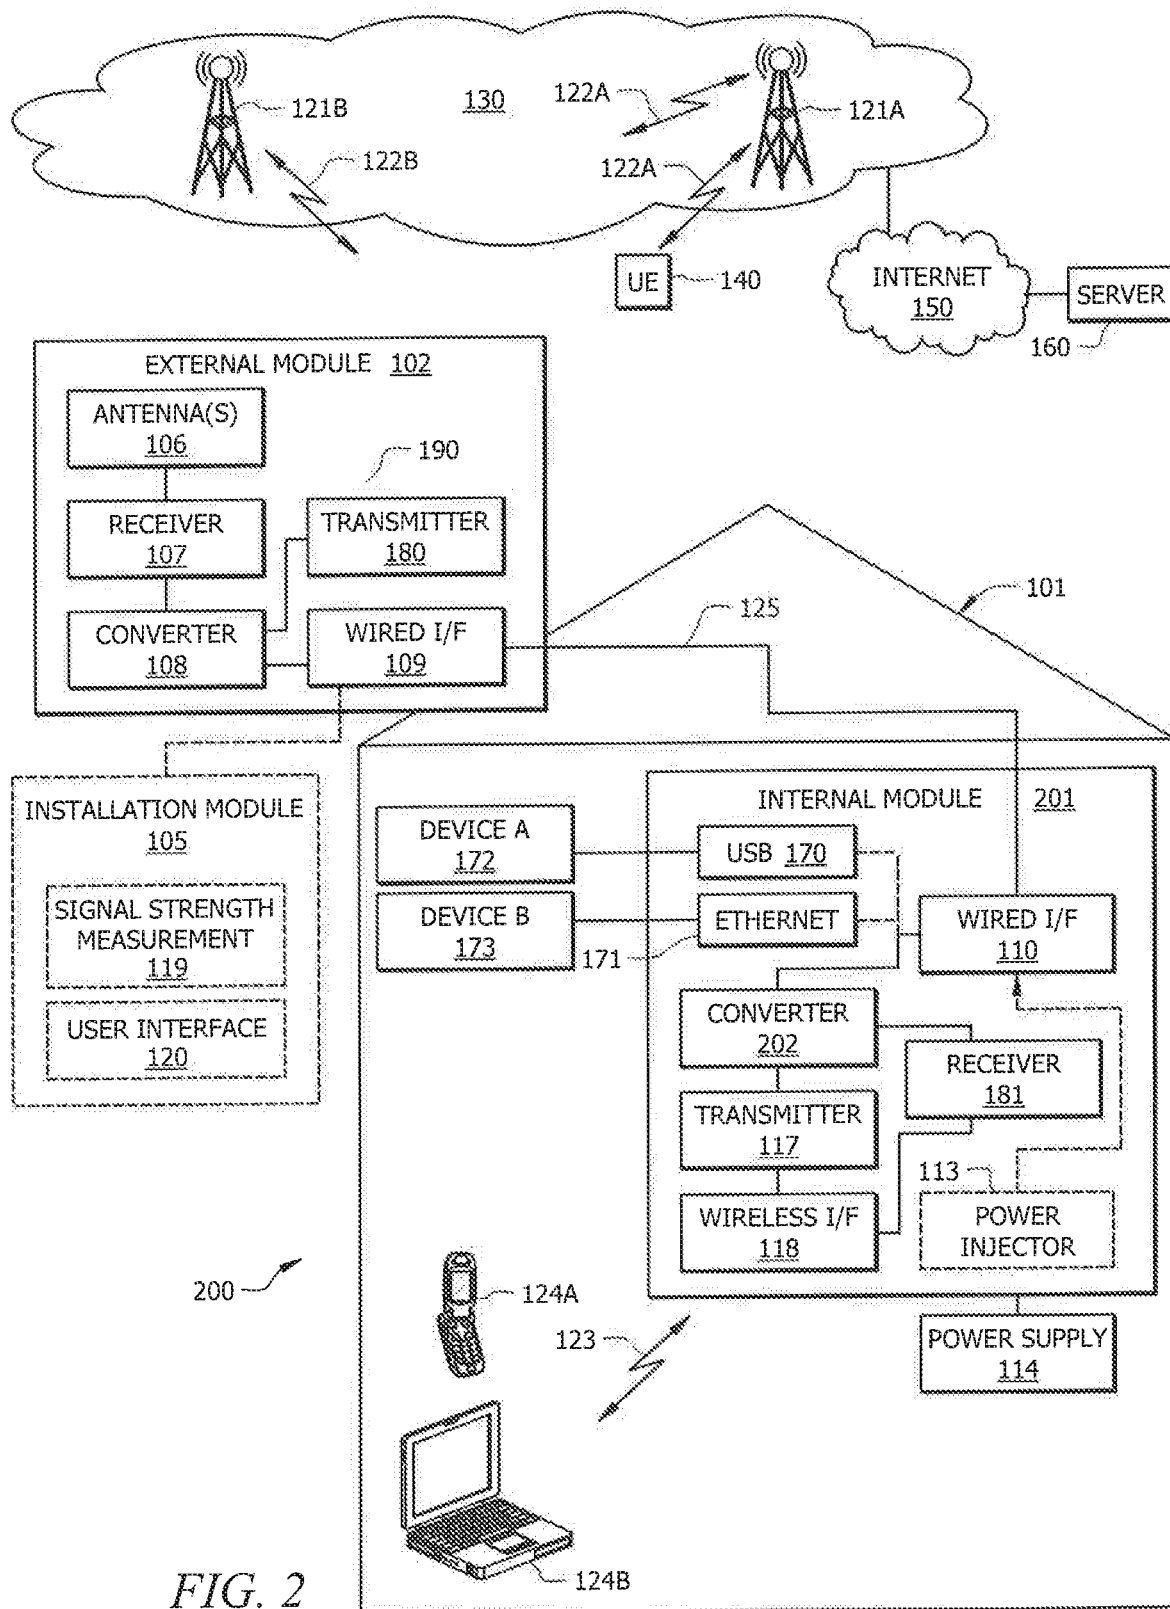 121B
130
122A
121A
122B
122A
UE
140
INTERNET
150
SERVER
160
EXTERNAL MODULE 102
ANTENNA(S)
106
190
RECEIVER
107
TRANSMITTER
180
CONVERTER
108
WIRED I/F
109
125
101
INSTALLATION MODULE
105
SIGNAL STRENGTH
MEASUREMENT
119
USER INTERFACE
120
INTERNAL MODULE
201
DEVICE A
172
USB 170
DEVICE B
173
ETHERNET
171
WIRED I/F
110
CONVERTER
202
RECEIVER
181
TRANSMITTER
117
113
WIRELESS I/F
118
POWER
INJECTOR
200
124A
123
POWER SUPPLY
114
124B
FIG. 2